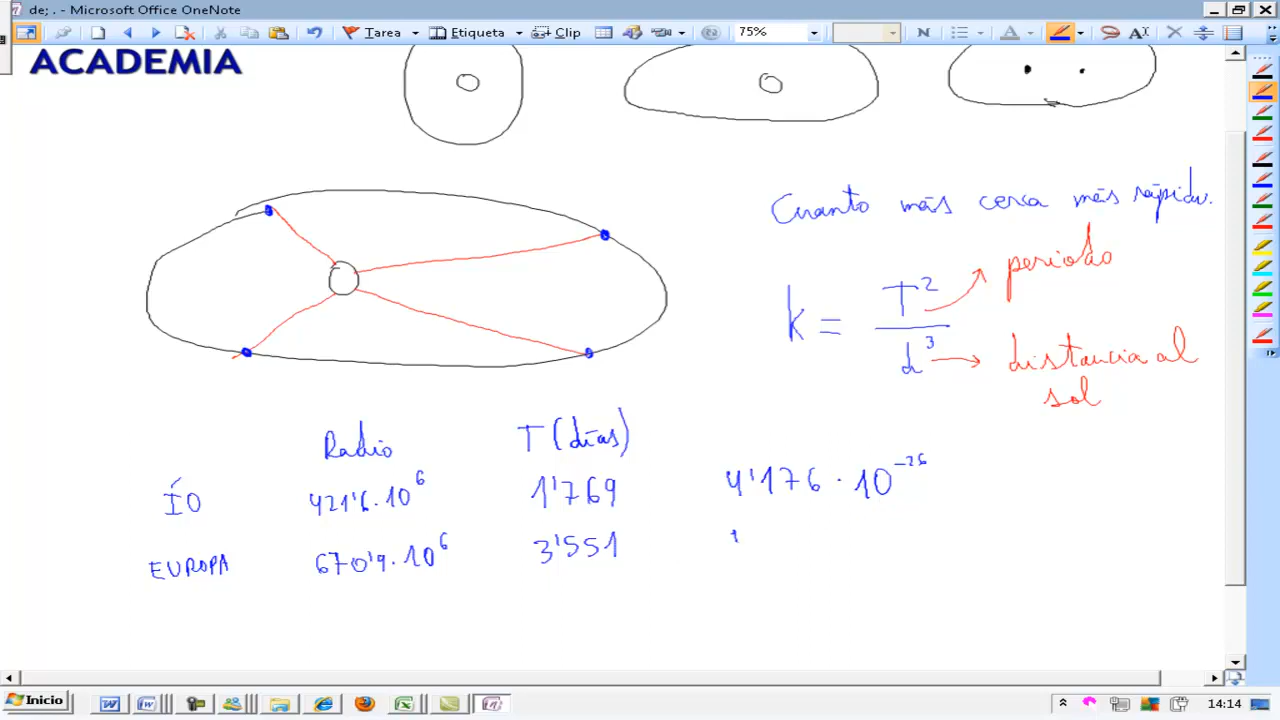 de; . - Microsoft Office OneNote
Tarea
Etiqueta
Clip
75%
N
ACADEMIA
Cuanto más cerca más rápido.
periodo
k = T² / d³
distancia al
sol
Radio T (días)
ÍO 421'6·10⁶ 1'769 4'176·10⁻²⁶
EUROPA 670'9·10⁶ 3'551
Inicio
14:14